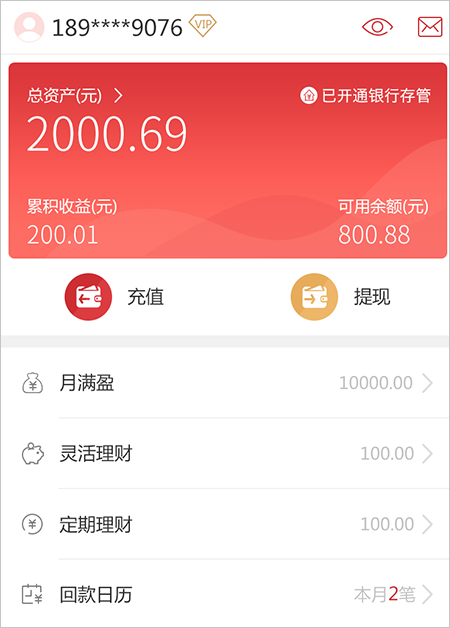 189****9076 VIP
总资产(元) 已开通银行存管
2000.69
累积收益(元) 可用余额(元)
200.01 800.88
充值 提现
月满盈 10000.00
灵活理财 100.00
定期理财 100.00
回款日历 本月2笔